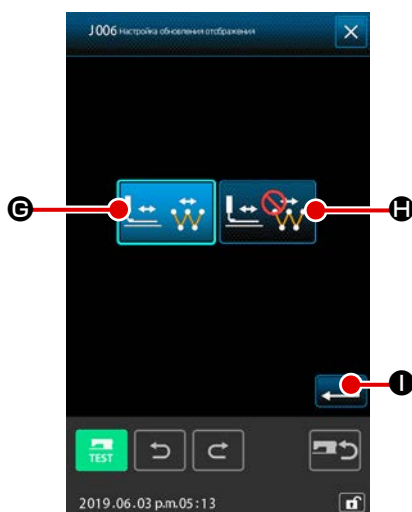 J006 Настройка обновления отображения
G
H
I
TEST
2019.06.03 p.m.05:13